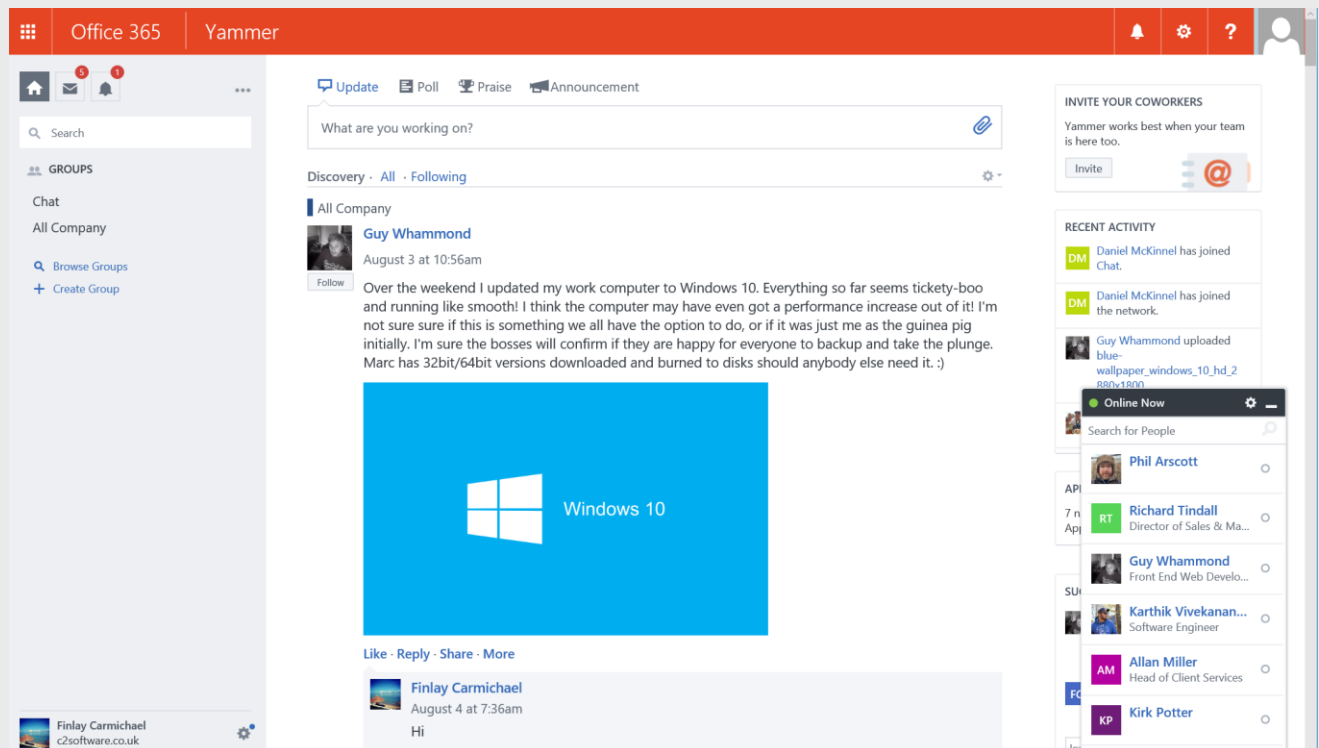 Office 365
Yammer
5
1
Search
GROUPS
Chat
All Company
Browse Groups
Create Group
Finlay Carmichael
c2software.co.uk
Update
Poll
Praise
Announcement
What are you working on?
Discovery · All · Following
All Company
Guy Whammond
August 3 at 10:56am
Follow
Over the weekend I updated my work computer to Windows 10. Everything so far seems tickety-boo
and running like smooth! I think the computer may have even got a performance increase out of it! I'm
not sure sure if this is something we all have the option to do, or if it was just me as the guinea pig
initially. I'm sure the bosses will confirm if they are happy for everyone to backup and take the plunge.
Marc has 32bit/64bit versions downloaded and burned to disks should anybody else need it. :)
Windows 10
Like · Reply · Share · More
Finlay Carmichael
August 4 at 7:36am
Hi
?
INVITE YOUR COWORKERS
Yammer works best when your team
is here too.
Invite
@
RECENT ACTIVITY
DM
Daniel McKinnel has joined
Chat.
DM
Daniel McKinnel has joined
the network.
Guy Whammond uploaded
blue-
wallpaper_windows_10_hd_2
880x1800
Online Now
Search for People
Phil Arscott
RT
Richard Tindall
Director of Sales & Ma...
Guy Whammond
Front End Web Develo...
Karthik Vivekanan...
Software Engineer
AM
Allan Miller
Head of Client Services
KP
Kirk Potter